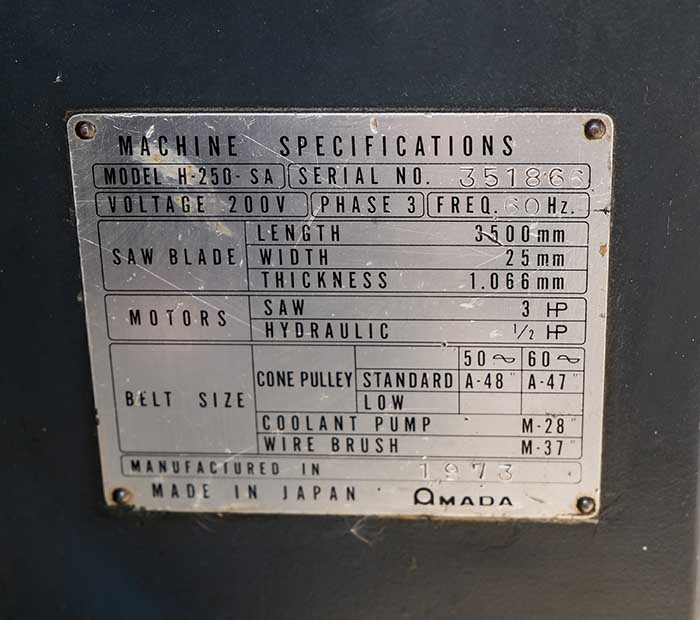 MACHINE SPECIFICATIONS
MODEL H-250-SA SERIAL NO. 351866
VOLTAGE 200V PHASE 3 FREQ. 60 Hz.
SAW BLADE LENGTH 3500mm
WIDTH 25mm
THICKNESS 1.066mm
MOTORS SAW 3 HP
HYDRAULIC 1/2 HP
50~ 60~
BELT SIZE CONE PULLEY STANDARD A-48" A-47"
LOW
COOLANT PUMP M-28"
WIRE BRUSH M-37"
MANUFACTURED IN 1973
MADE IN JAPAN AMADA